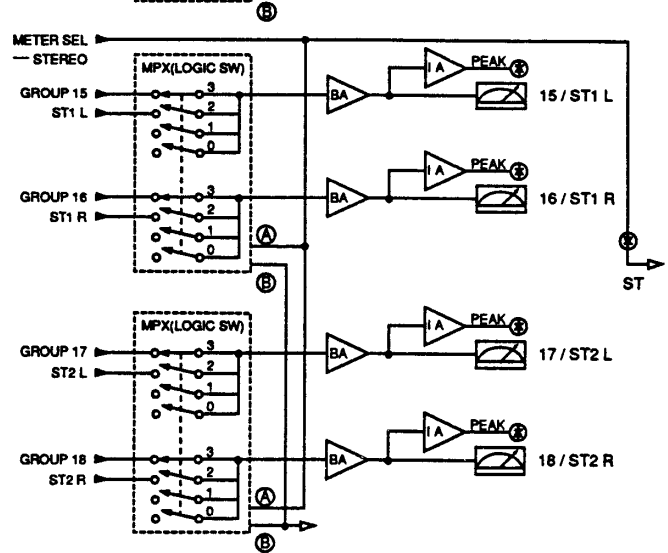 B
METER SEL
— STEREO
MPX(LOGIC SW)
IA PEAK
GROUP 15 3 BA 15 / ST1 L
ST1 L 2
1
0
IA PEAK
GROUP 16 3 BA 16 / ST1 R
ST1 R 2
1 A
0
B ST
MPX(LOGIC SW)
IA PEAK
GROUP 17 3 BA 17 / ST2 L
ST2 L 2
1
0
IA PEAK
GROUP 18 3 BA 18 / ST2 R
ST2 R 2
1 A
0
B